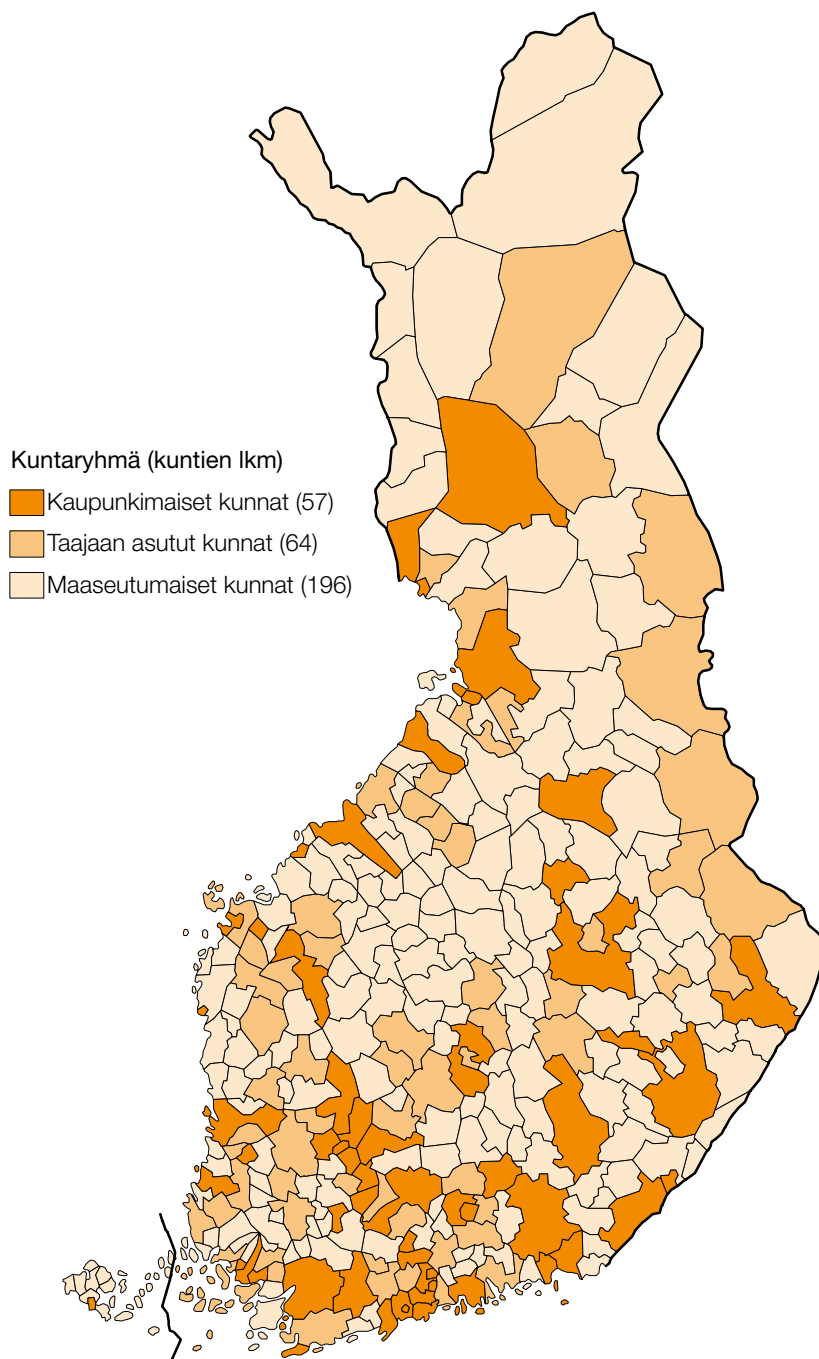 Kuntaryhmä (kuntien lkm)
Kaupunkimaiset kunnat (57)
Taajaan asutut kunnat (64)
Maaseutumaiset kunnat (196)